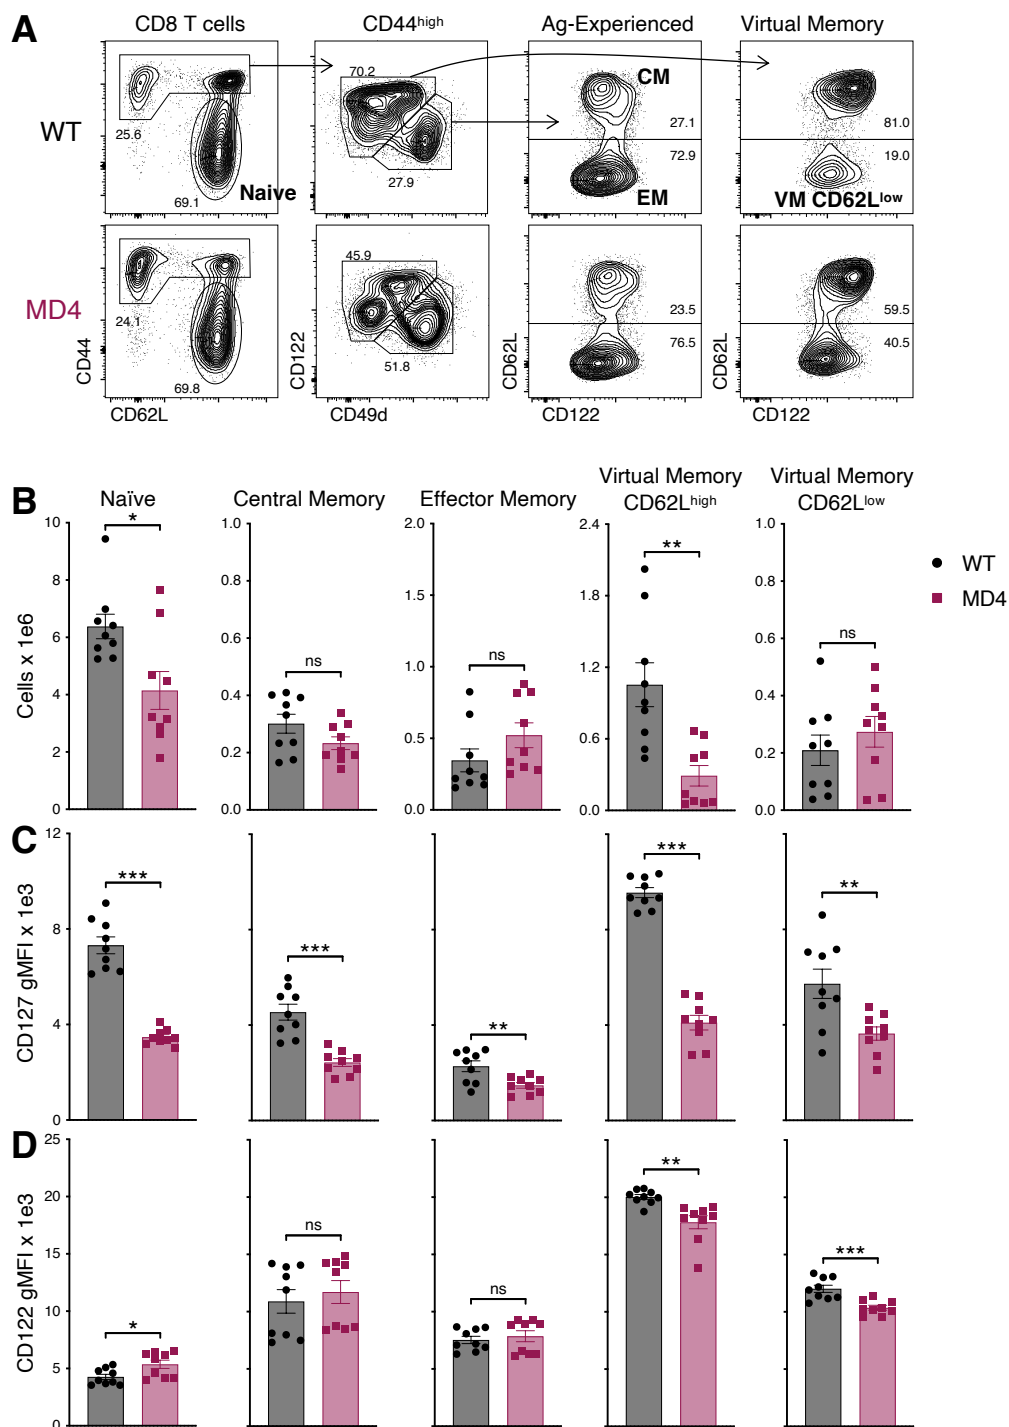 A
CD8 T cells
CD44high
Ag-Experienced
Virtual Memory
WT
25.6
69.1
Naive
70.2
27.9
CM
27.1
72.9
EM
81.0
19.0
VM CD62Llow
MD4
24.1
69.8
45.9
51.8
23.5
76.5
59.5
40.5
CD44
CD122
CD62L
CD62L
CD62L
CD49d
CD122
CD122
B
Naïve
Central Memory
Effector Memory
Virtual Memory
CD62Lhigh
Virtual Memory
CD62Llow
Cells x 1e6
10
8
6
4
2
0
*
1.0
0.8
0.6
0.4
0.2
0.0
ns
2.0
1.5
1.0
0.5
0.0
ns
2.4
1.8
1.2
0.6
0.0
**
1.0
0.8
0.6
0.4
0.2
0.0
ns
WT
MD4
C
CD127 gMFI x 1e3
12
8
4
0
***
***
**
***
**
D
CD122 gMFI x 1e3
25
20
15
10
5
0
*
ns
ns
**
***